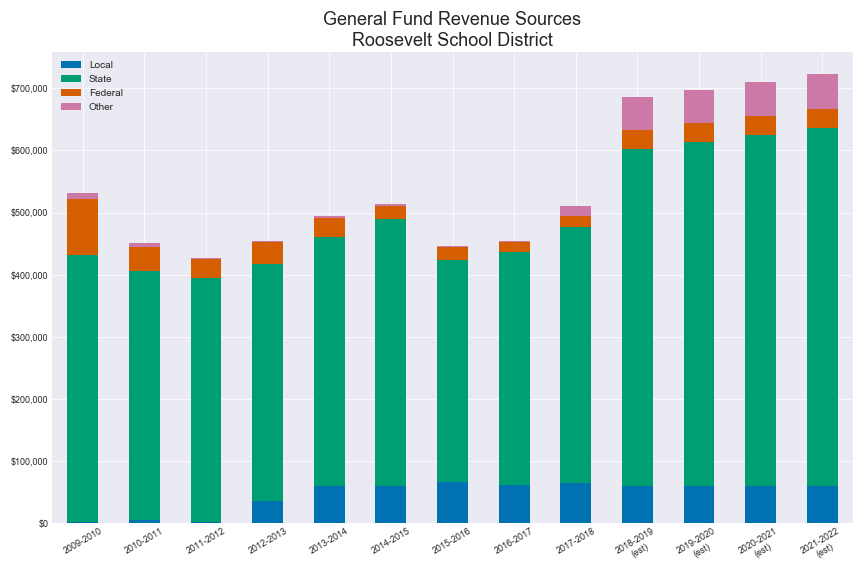 General Fund Revenue Sources
Roosevelt School District
Local
State
Federal
Other
$700,000
$600,000
$500,000
$400,000
$300,000
$200,000
$100,000
$0
2009-2010
2010-2011
2011-2012
2012-2013
2013-2014
2014-2015
2015-2016
2016-2017
2017-2018
2018-2019
(est)
2019-2020
(est)
2020-2021
(est)
2021-2022
(est)